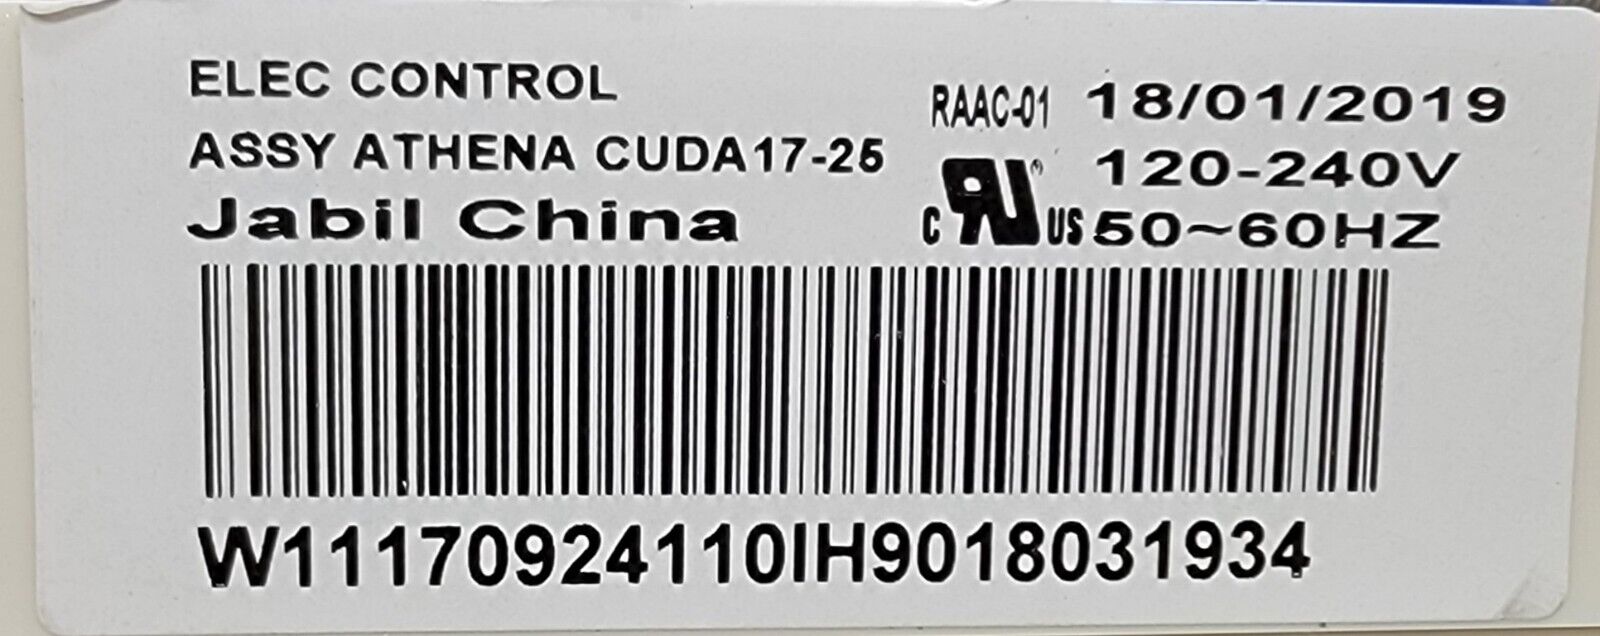 ELEC CONTROL
ASSY ATHENA CUDA17-25
Jabil China
RAAC-01 18/01/2019
120-240V
c RU ® US 50~60HZ
W11170924110IH9018031934